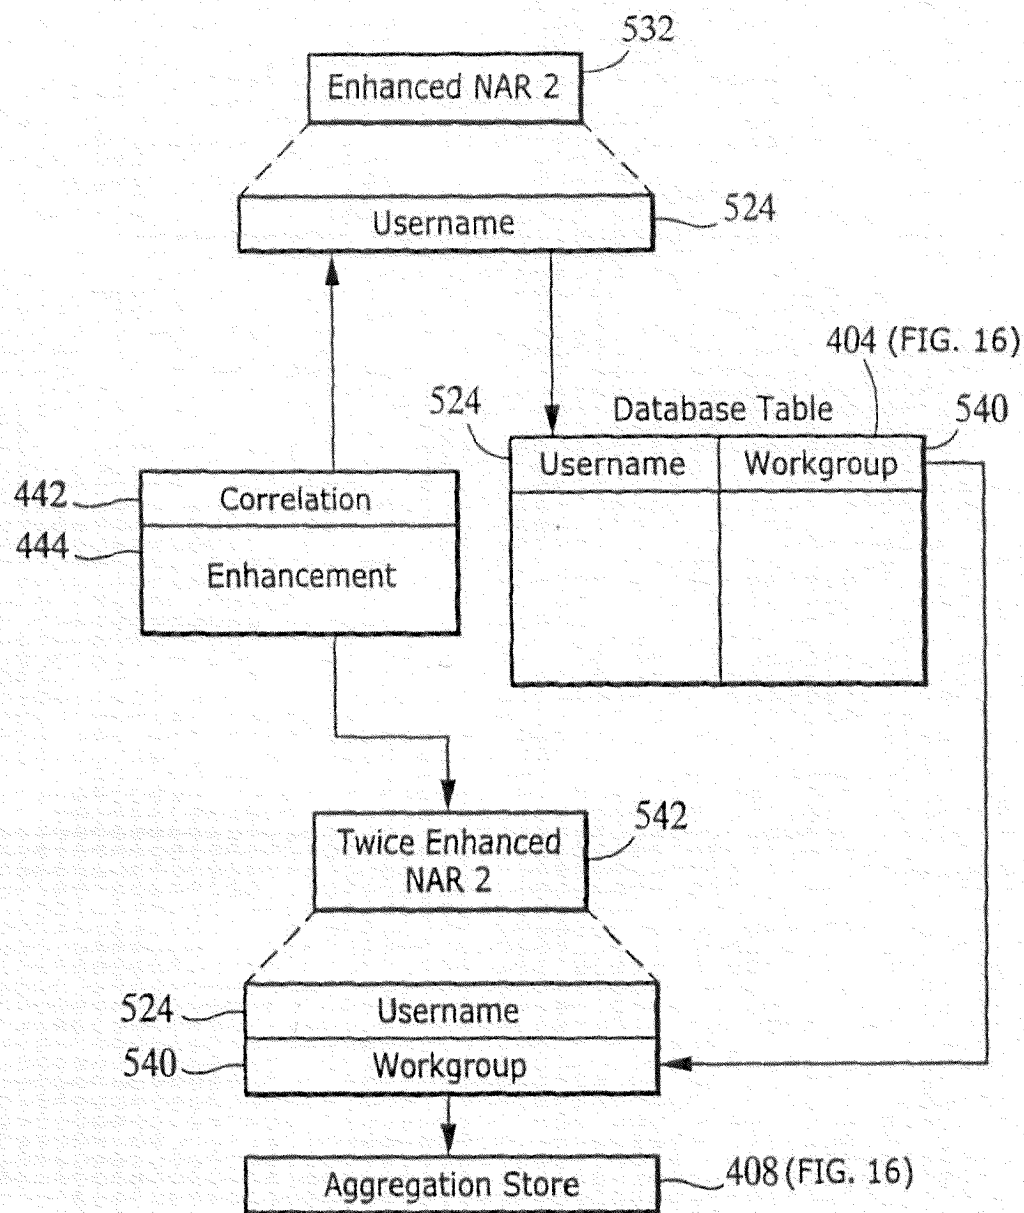 532
Enhanced NAR 2
Username
524
404 (FIG. 16)
524
Database Table
540
Username
Workgroup
442
Correlation
444
Enhancement
542
Twice Enhanced
NAR 2
524
Username
540
Workgroup
Aggregation Store
408 (FIG. 16)